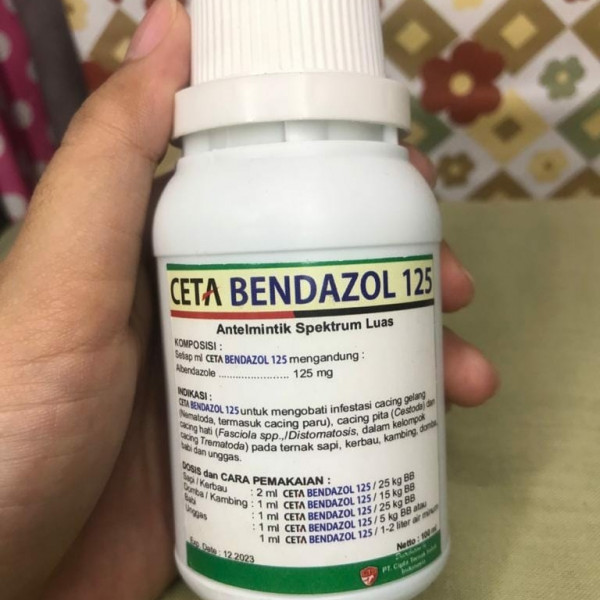 CETA BENDAZOL 125
Antelmintik Spektrum Luas
KOMPOSISI :
Setiap ml CETA BENDAZOL 125 mengandung :
Albendazole ...................... 125 mg
INDIKASI :
CETA BENDAZOL 125 untuk mengobati infestasi cacing gelang
(Nematoda, termasuk cacing paru), cacing pita (Cestoda) dan
cacing hati (Fasciola spp.,/Distomatosis, dalam kelompok
cacing Trematoda) pada ternak sapi, kerbau, kambing, domba,
babi dan unggas.
DOSIS dan CARA PEMAKAIAN :
Sapi / Kerbau : 2 ml CETA BENDAZOL 125 / 25 kg BB
Domba / Kambing : 1 ml CETA BENDAZOL 125 / 15 kg BB
Babi : 1 ml CETA BENDAZOL 125 / 25 kg BB
Unggas : 1 ml CETA BENDAZOL 125 / 5 kg BB atau
1 ml CETA BENDAZOL 125 / 1-2 liter air minum
Exp. Date : 12.2023
Netto : 100 ml
PT. Cipta Ternak
Indonesia